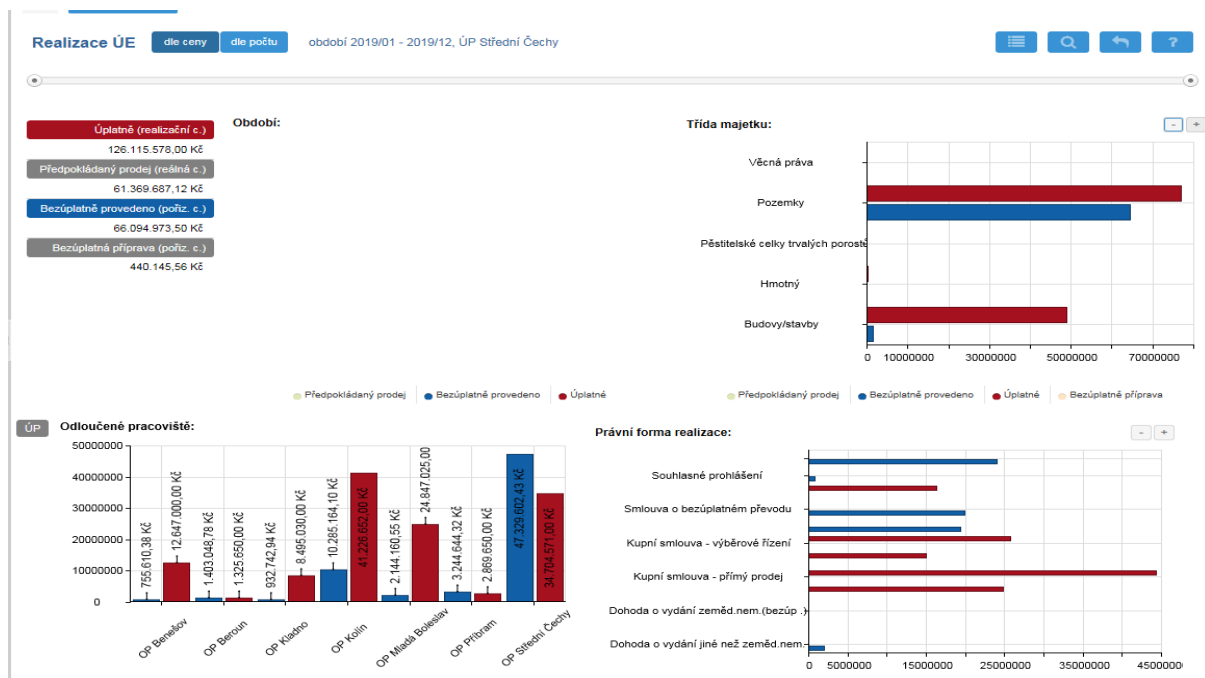 Realizace ÚE dle ceny dle počtu období 2019/01 - 2019/12, ÚP Střední Čechy ?
Úplatně (realizační c.)
126.115.578,00 Kč
Předpokládaný prodej (reálná c.)
61.369.687,12 Kč
Bezúplatně provedeno (pořiz. c.)
66.094.973,50 Kč
Bezúplatná příprava (pořiz. c.)
440.145,56 Kč
Období:
Předpokládaný prodej Bezúplatně provedeno Úplatné
Třída majetku: - +
Věcná práva
Pozemky
Pěstitelské celky trvalých porostě
Hmotný
Budovy/stavby
0 10000000 30000000 50000000 70000000
Předpokládaný prodej Bezúplatně provedeno Úplatné Bezúplatně příprava
ÚP Odloučené pracoviště:
50000000
40000000
30000000
20000000
10000000
0
755.610,38 Kč
12.647.000,00 Kč
1.403.048,78 Kč
1.325.650,00 Kč
932.742,94 Kč
8.495.030,00 Kč
10.285.164,10 Kč
41.226.652,00 Kč
2.144.160,55 Kč
24.847.025,00
3.244.644,32 Kč
2.869.650,00 Kč
47.329.602,43 Kč
34.704.571,00 Kč
OP Benešov
OP Beroun
OP Kladno
OP Kolín
OP Mladá Boleslav
OP Příbram
OP Střední Čechy
Právní forma realizace: - +
Souhlasné prohlášení
Smlouva o bezúplatném převodu
Kupní smlouva - výběrové řízení
Kupní smlouva - přímý prodej
Dohoda o vydání zeměd.nem.(bezúp .)
Dohoda o vydání jiné než zeměd.nem.
0 5000000 15000000 25000000 35000000 45000000